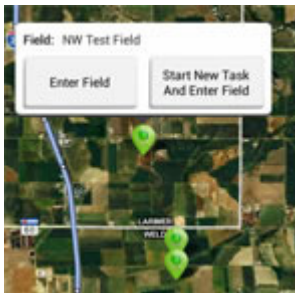 Field: NW Test Field
Enter Field
Start New Task
And Enter Field
LARIMER
WELD